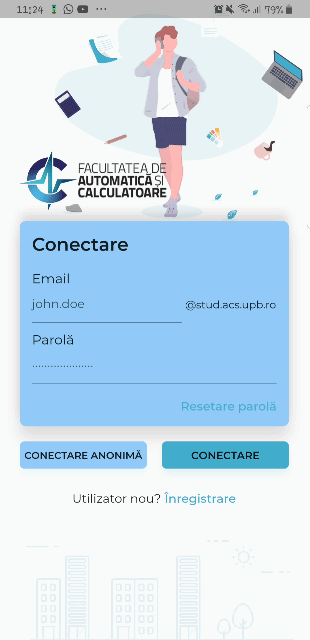 11:24 79%
FACULTATEA DE
AUTOMATICĂ ȘI
CALCULATOARE
Conectare
Email
john.doe @stud.acs.upb.ro
Parolă
....................
Resetare parolă
CONECTARE ANONIMĂ CONECTARE
Utilizator nou? Înregistrare